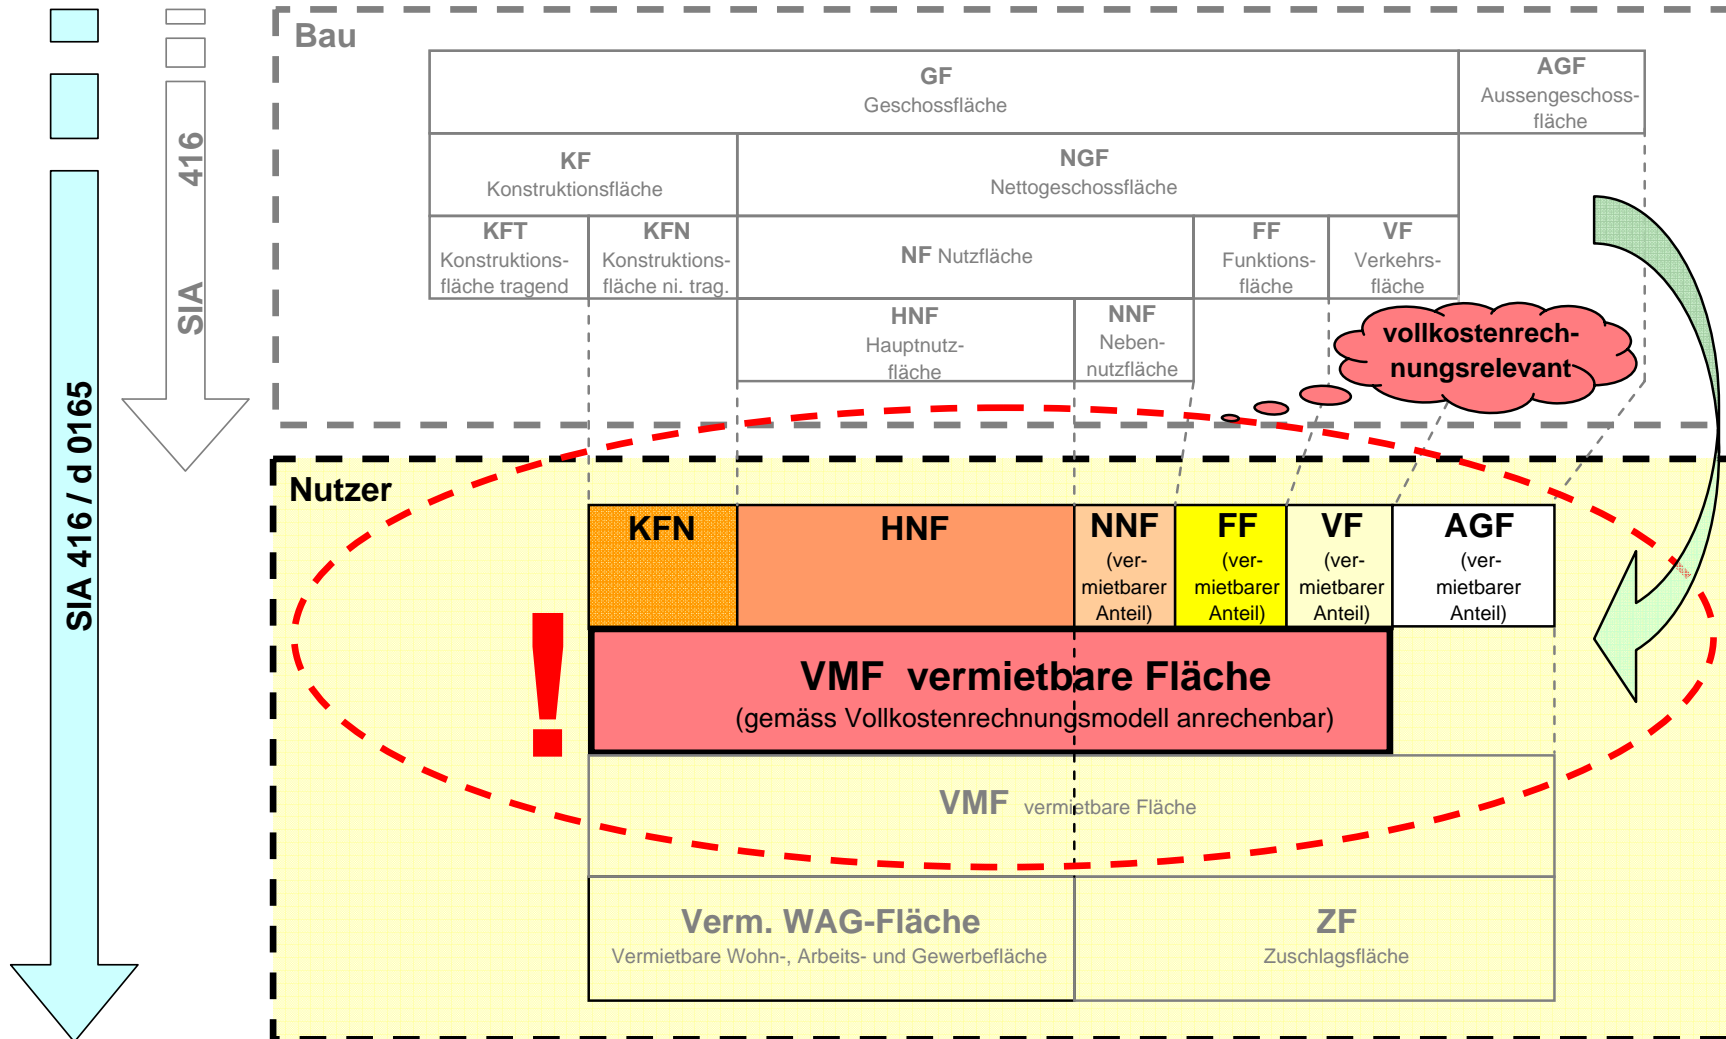 Bau
GF
Geschossfläche
AGF
Aussengeschoss-
fläche
KF
Konstruktionsfläche
NGF
Nettogeschossfläche
KFT
Konstruktions-
fläche tragend
KFN
Konstruktions-
fläche ni. trag.
NF Nutzfläche
FF
Funktions-
fläche
VF
Verkehrs-
fläche
HNF
Hauptnutz-
fläche
NNF
Neben-
nutzfläche
vollkostenrech-
nungsrelevant
SIA 416
SIA 416 / d 0165
Nutzer
KFN
HNF
NNF
(ver-
mietbarer
Anteil)
FF
(ver-
mietbarer
Anteil)
VF
(ver-
mietbarer
Anteil)
AGF
(ver-
mietbarer
Anteil)
!
VMF vermietbare Fläche
(gemäss Vollkostenrechnungsmodell anrechenbar)
VMF vermietbare Fläche
Verm. WAG-Fläche
Vermietbare Wohn-, Arbeits- und Gewerbefläche
ZF
Zuschlagsfläche